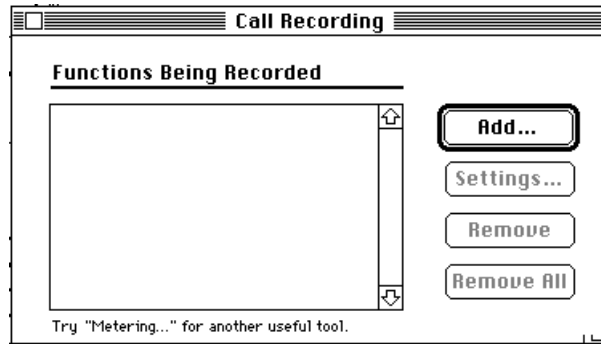 Call Recording
Functions Being Recorded
Add...
Settings...
Remove
Remove All
Try "Metering..." for another useful tool.